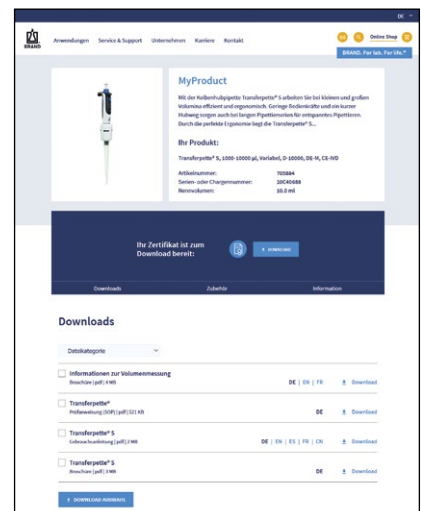 DE
BRAND
Anwendungen Service & Support Unternehmen Karriere Kontakt
Online Shop
BRAND. For lab. For life.®
MyProduct
Mit der Kolbenhubpipette Transferpette® S arbeiten Sie bei kleinen und großen
Volumina effizient und ergonomisch. Geringe Bedienkräfte und ein kurzer
Hubweg sorgen auch bei langen Pipettierserien für entspanntes Pipettieren.
Durch die perfekte Ergonomie liegt die Transferpette® S...
Ihr Produkt:
Transferpette® S, 1000-10000 µl, Variabel, D-10000, DE-M, CE-IVD
Artikelnummer: 705884
Serien- oder Chargennummer: 20C40688
Nennvolumen: 10.0 ml
Ihr Zertifikat ist zum
Download bereit:
DOWNLOAD
Downloads Zubehör Information
Downloads
Dateikategorie
Informationen zur Volumenmessung
Broschüre | pdf | 4 MB DE | EN | FR Download
Transferpette®
Prüfanweisung (SOP) | pdf | 521 KB DE Download
Transferpette® S
Gebrauchsanleitung | pdf | 2 MB DE | EN | ES | FR | CN Download
Transferpette® S
Broschüre | pdf | 3 MB DE Download
DOWNLOAD AUSWAHL